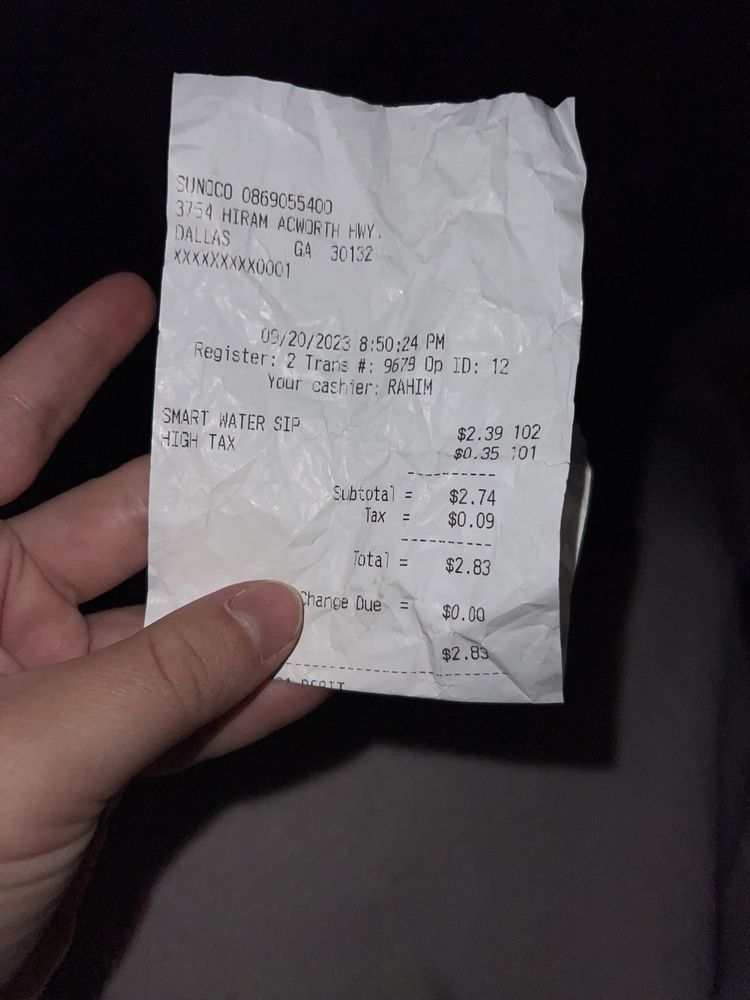 SUNOCO 0869055400
3754 HIRAM ACWORTH HWY.
DALLAS GA 30132
XXXXXXXXX0001
09/20/2023 8:50:24 PM
Register: 2 Trans #: 9679 Op ID: 12
Your cashier: RAHIM
SMART WATER SIP $2.39 102
HIGH TAX $0.35 101
Subtotal = $2.74
Tax = $0.09
Total = $2.83
Change Due = $0.00
$2.83